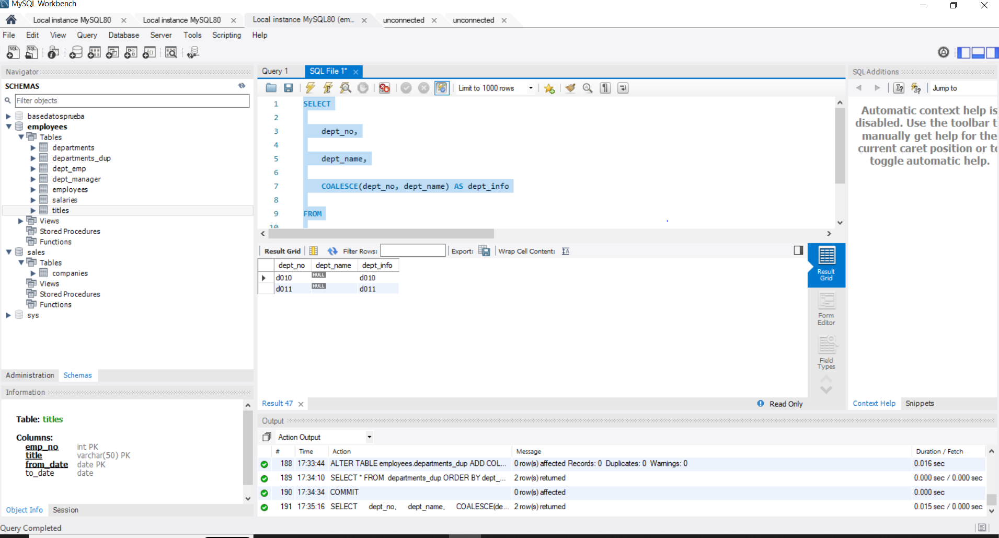 MySQL Workbench
Local instance MySQL80
Local instance MySQL80
Local instance MySQL80 (em...
unconnected
unconnected
File Edit View Query Database Server Tools Scripting Help
Navigator
SCHEMAS
Filter objects
basedatosprueba
employees
Tables
departments
departments_dup
dept_emp
dept_manager
employees
salaries
titles
Views
Stored Procedures
Functions
sales
Tables
companies
Views
Stored Procedures
Functions
sys
Administration Schemas
Information
Table: titles
Columns:
emp_no int PK
title varchar(50) PK
from_date date PK
to_date date
Object Info Session
Query 1 SQL File 1*
Limit to 1000 rows
1 SELECT
2
3 dept_no,
4
5 dept_name,
6
7 COALESCE(dept_no, dept_name) AS dept_info
8
9 FROM
10
Result Grid Filter Rows: Export: Wrap Cell Content:
dept_no dept_name dept_info
d010 NULL d010
d011 NULL d011
Result Grid
Form Editor
Field Types
Result 47 Read Only
SQLAdditions
Jump to
Automatic context help is
disabled. Use the toolbar t
manually get help for the
current caret position or to
toggle automatic help.
Context Help Snippets
Output
Action Output
# Time Action Message Duration / Fetch
188 17:33:44 ALTER TABLE employees.departments_dup ADD COL... 0 row(s) affected Records: 0 Duplicates: 0 Warnings: 0 0.016 sec
189 17:34:10 SELECT * FROM departments_dup ORDER BY dept_... 2 row(s) returned 0.000 sec / 0.000 sec
190 17:34:34 COMMIT 0 row(s) affected 0.000 sec
191 17:35:16 SELECT dept_no, dept_name, COALESCE(de... 2 row(s) returned 0.015 sec / 0.000 sec
Query Completed